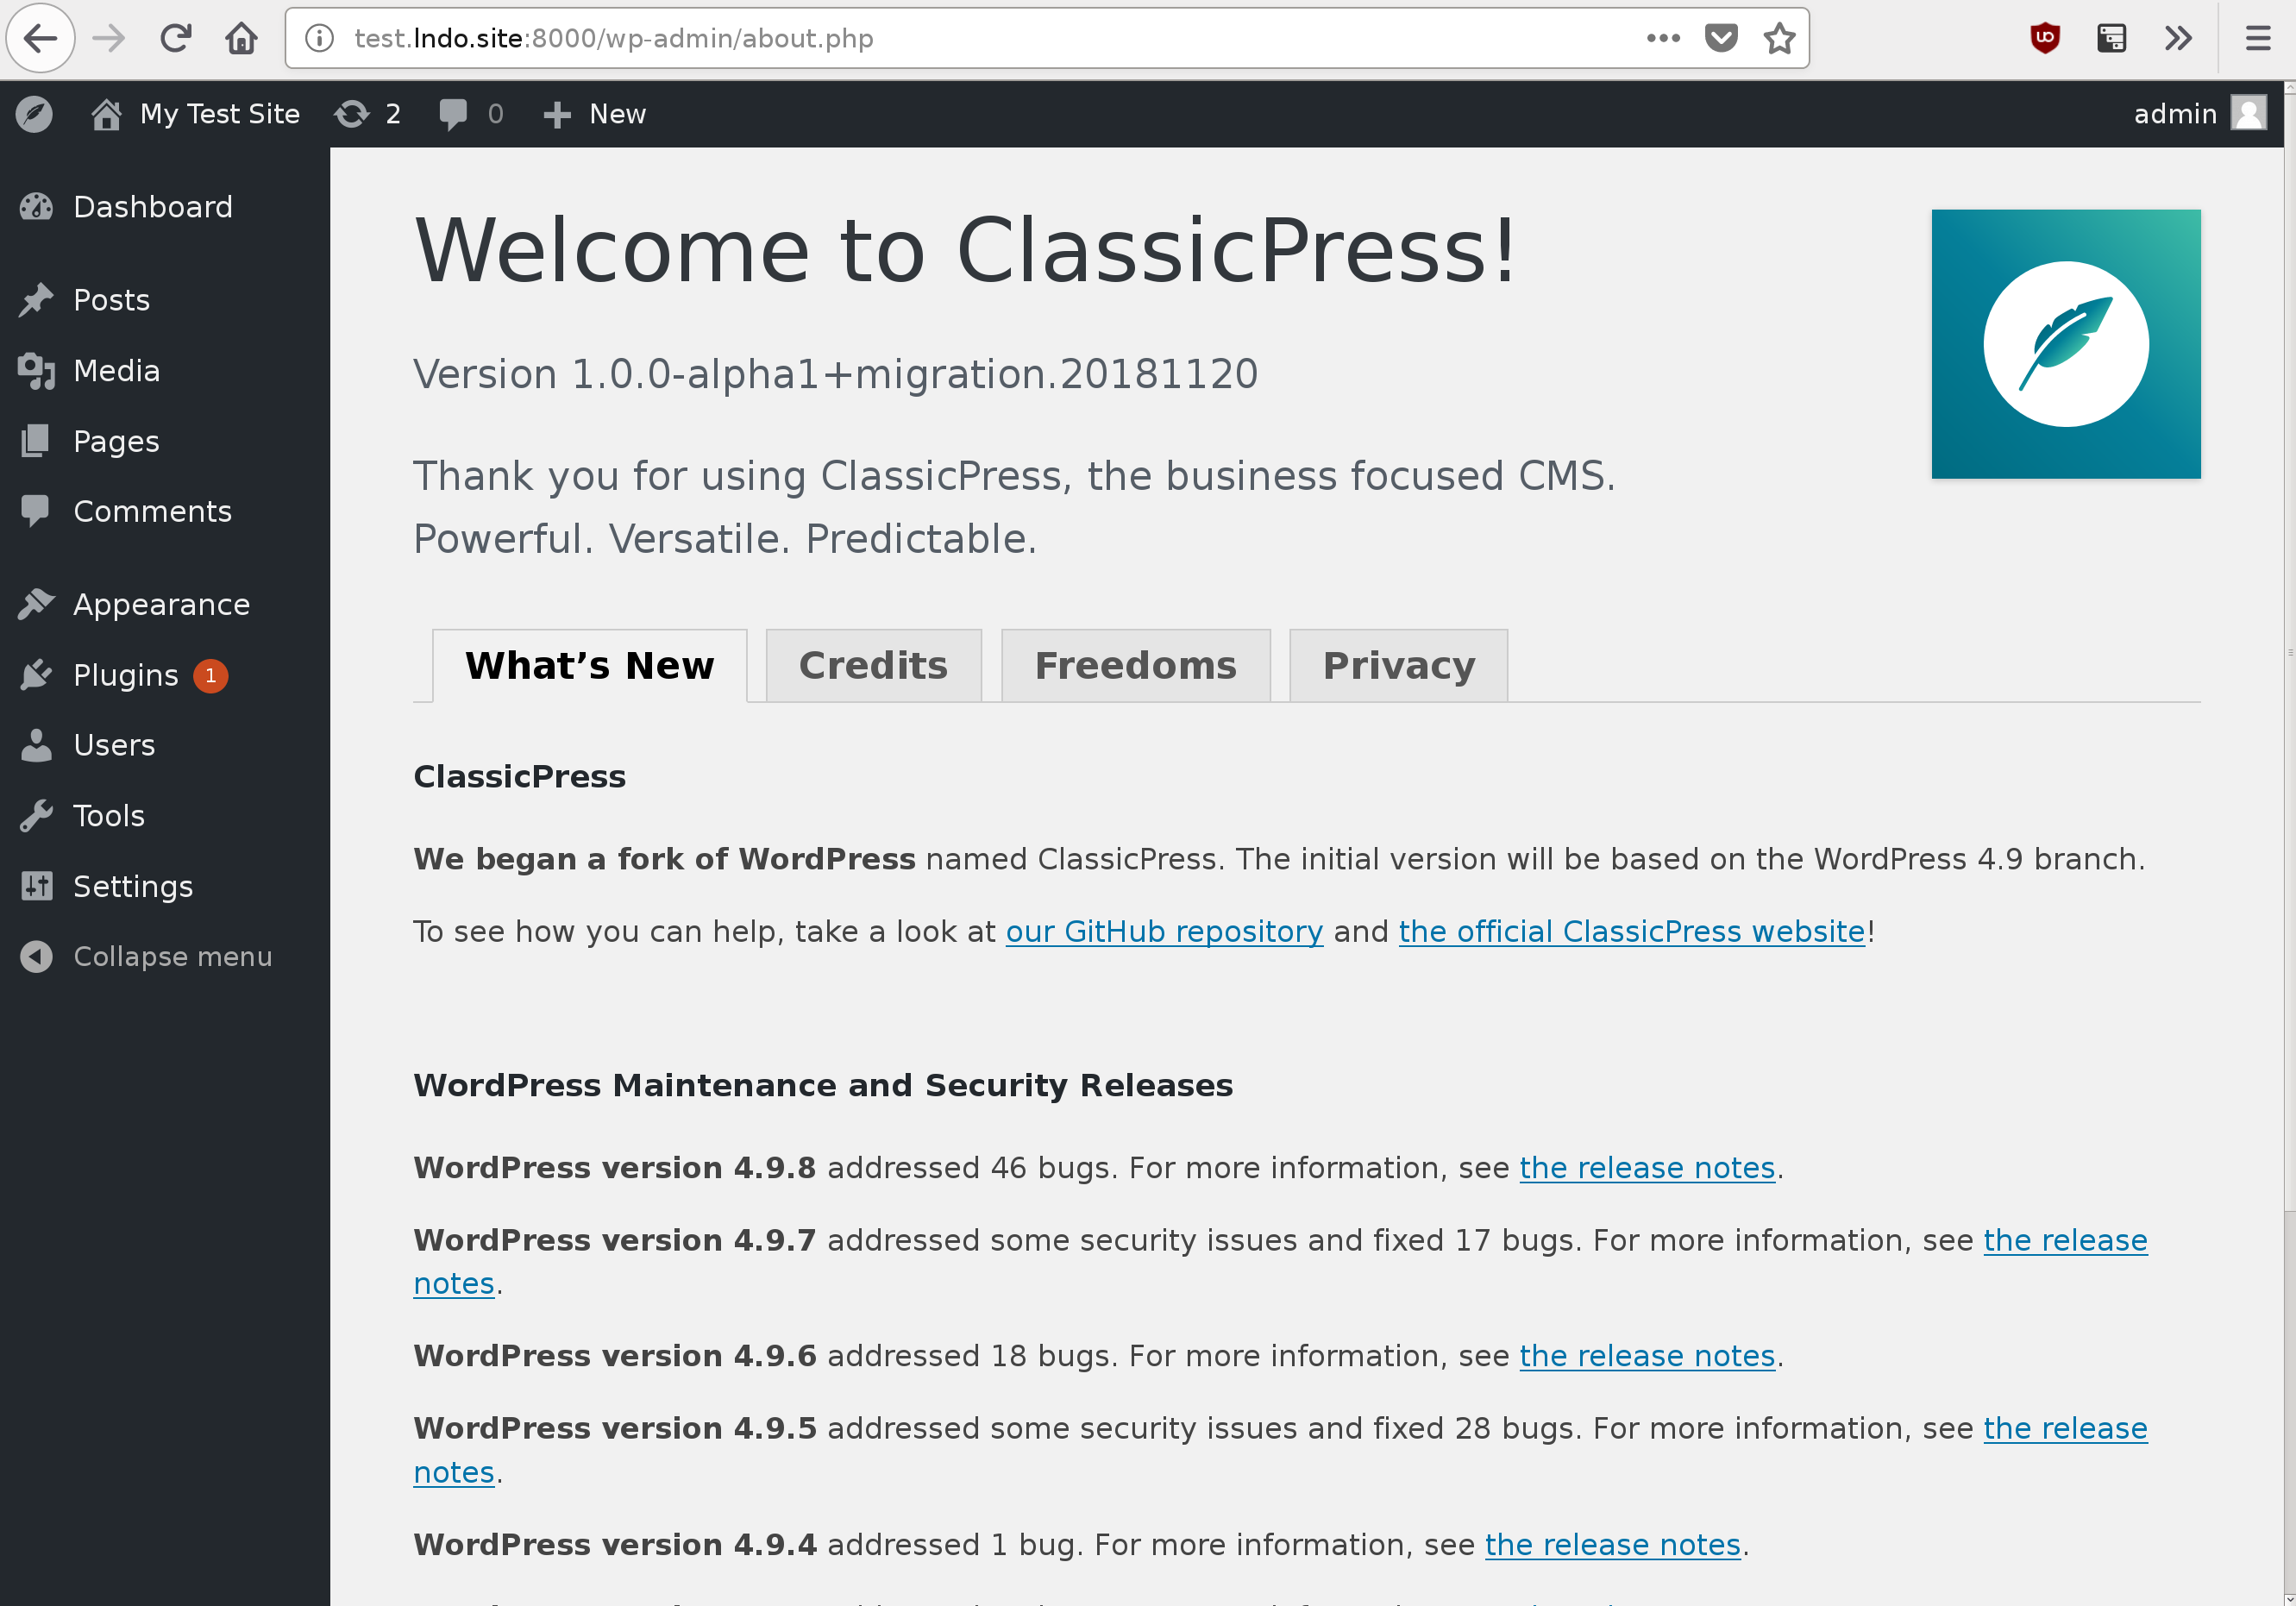 test.lndo.site:8000/wp-admin/about.php
My Test Site 2 0 New admin
Dashboard
Posts
Media
Pages
Comments
Appearance
Plugins 1
Users
Tools
Settings
Collapse menu
Welcome to ClassicPress!
Version 1.0.0-alpha1+migration.20181120
Thank you for using ClassicPress, the business focused CMS.
Powerful. Versatile. Predictable.
What’s New Credits Freedoms Privacy
ClassicPress
We began a fork of WordPress named ClassicPress. The initial version will be based on the WordPress 4.9 branch.
To see how you can help, take a look at our GitHub repository and the official ClassicPress website!
WordPress Maintenance and Security Releases
WordPress version 4.9.8 addressed 46 bugs. For more information, see the release notes.
WordPress version 4.9.7 addressed some security issues and fixed 17 bugs. For more information, see the release
notes.
WordPress version 4.9.6 addressed 18 bugs. For more information, see the release notes.
WordPress version 4.9.5 addressed some security issues and fixed 28 bugs. For more information, see the release
notes.
WordPress version 4.9.4 addressed 1 bug. For more information, see the release notes.